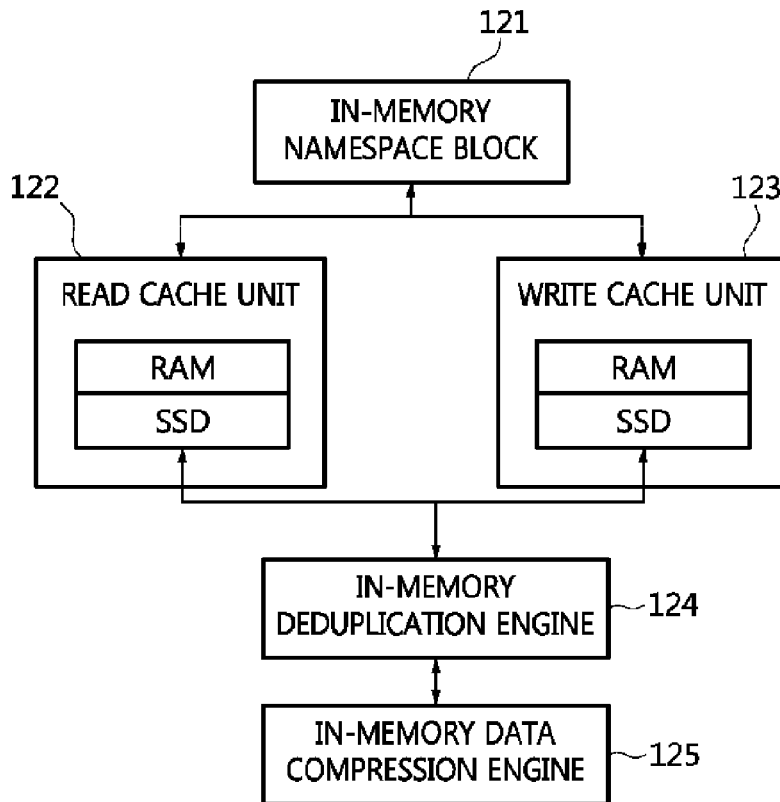 121
IN-MEMORY
NAMESPACE BLOCK
122
123
READ CACHE UNIT
RAM
SSD
WRITE CACHE UNIT
RAM
SSD
IN-MEMORY
DEDUPLICATION ENGINE
124
IN-MEMORY DATA
COMPRESSION ENGINE
125